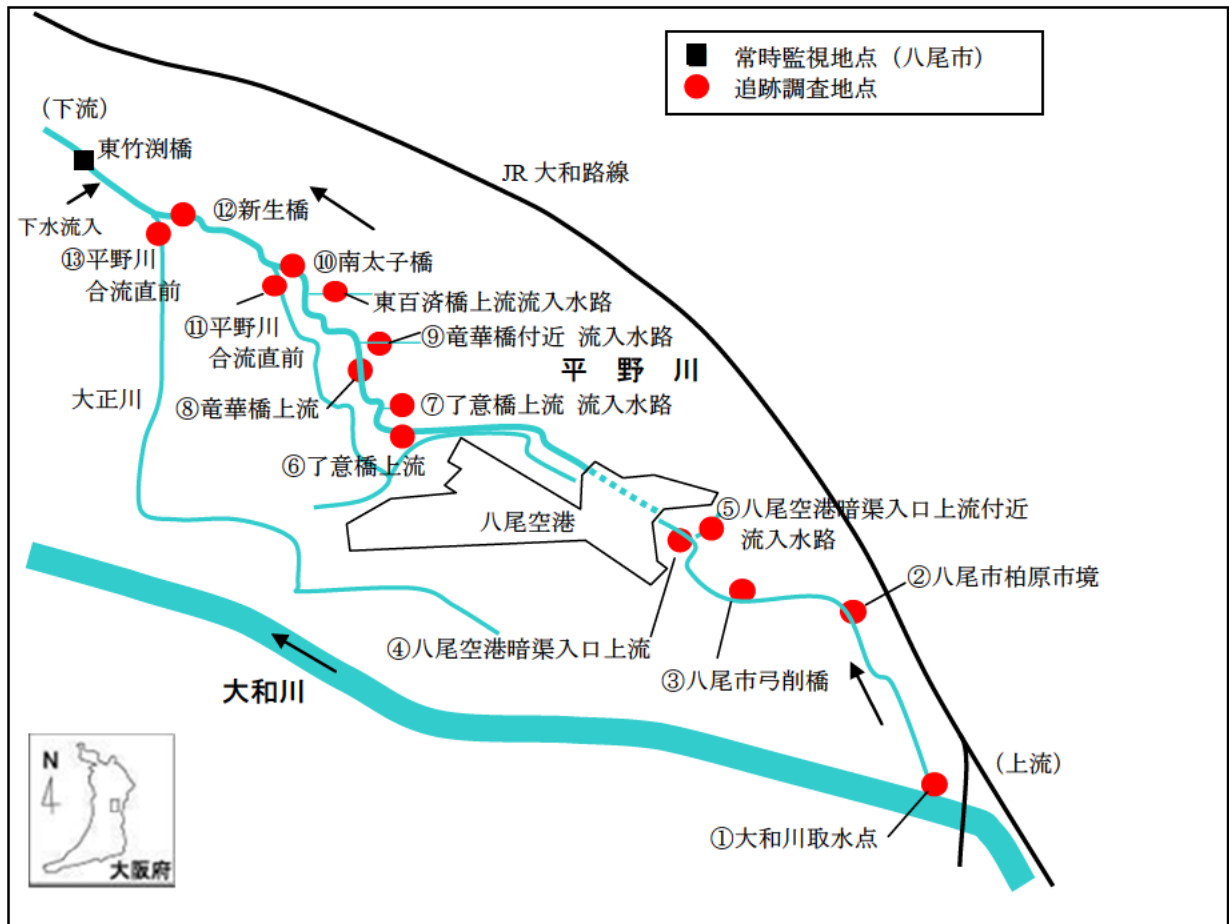 常時監視地点（八尾市）
追跡調査地点
（下流）
東竹渕橋
JR 大和路線
⑫新生橋
下水流入
⑬平野川
合流直前
⑩南太子橋
東百済橋上流流入水路
⑪平野川
合流直前
⑨竜華橋付近 流入水路
平 野 川
大正川
⑧竜華橋上流
⑦了意橋上流 流入水路
⑥了意橋上流
八尾空港
⑤八尾空港暗渠入口上流付近
流入水路
②八尾市柏原市境
④八尾空港暗渠入口上流
③八尾市弓削橋
大和川
（上流）
①大和川取水点
N
大阪府